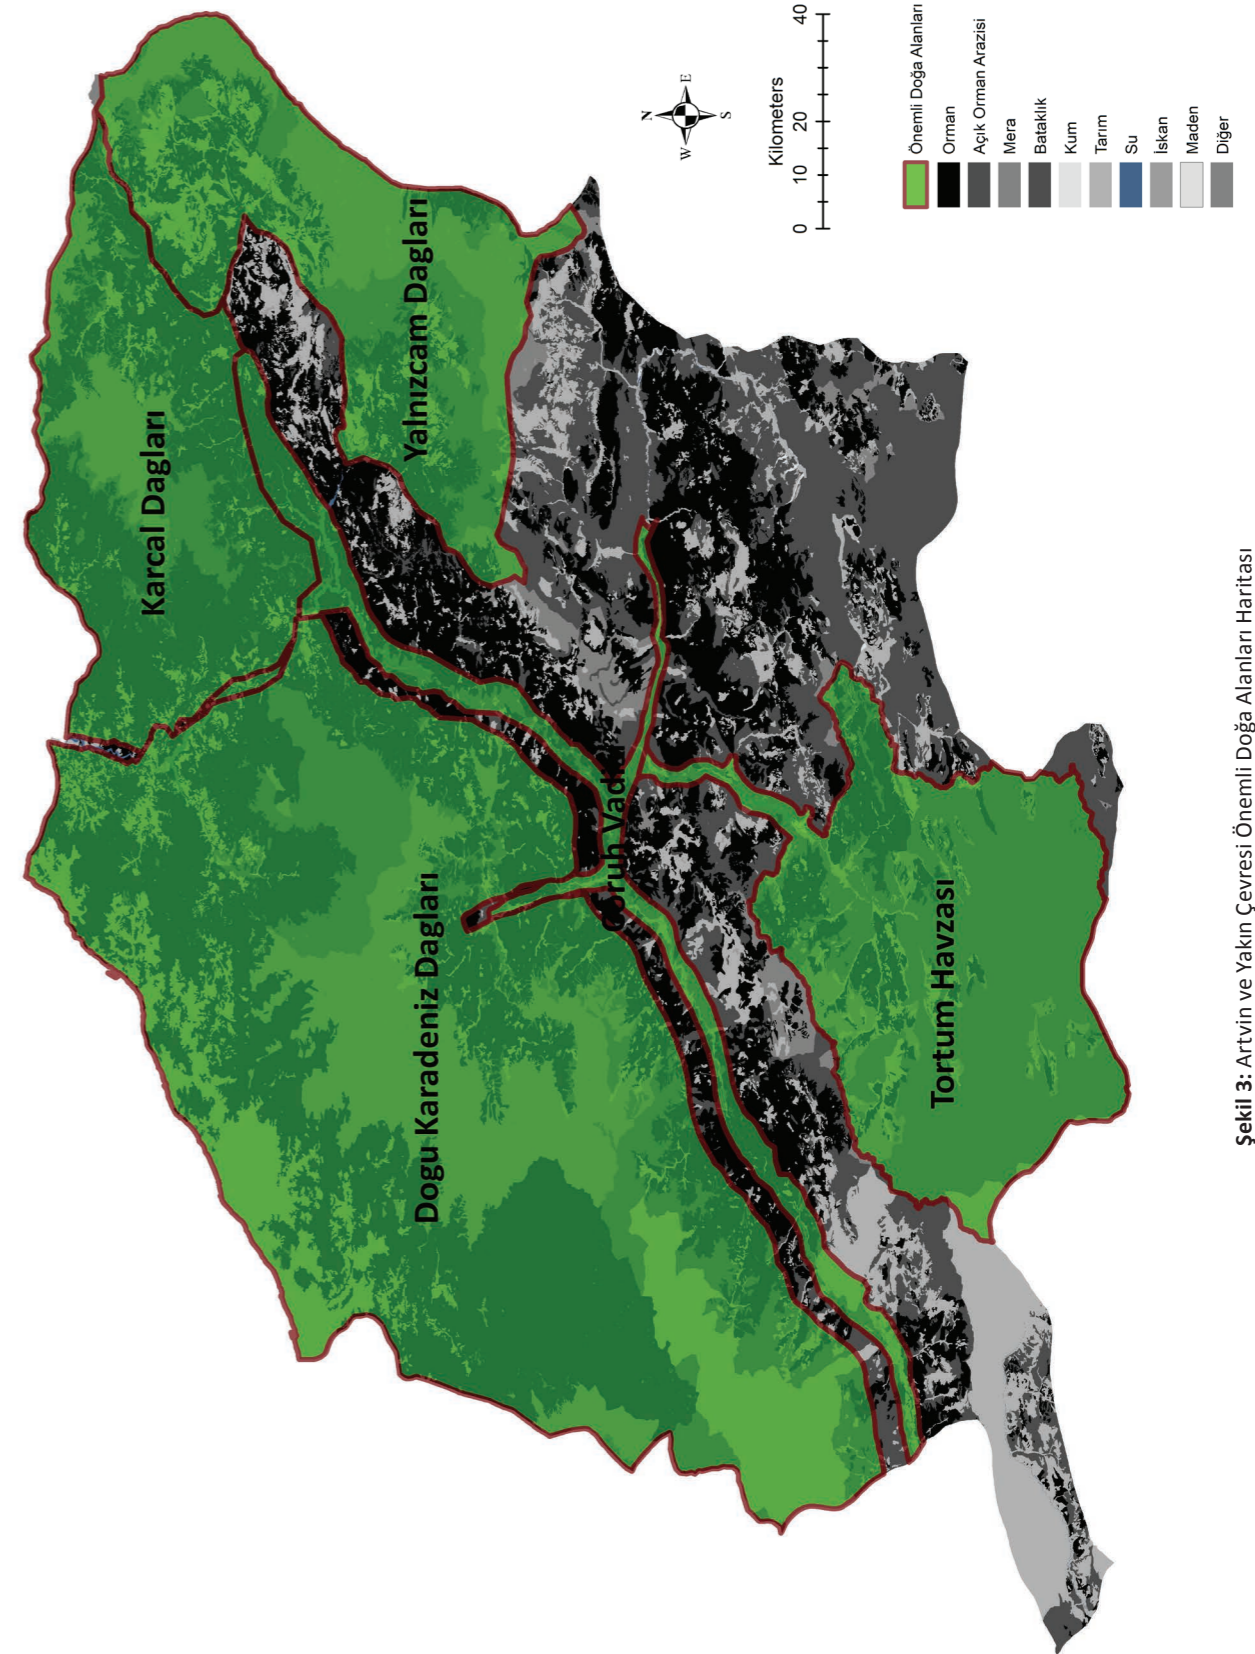 Karcal Dagları
Yalnızcam Dagları
Dogu Karadeniz Dagları
Çoruh Vadisi
Tortum Havzası
N
E
S
W
Kilometers
0 10 20 40
Önemli Doğa Alanları
Orman
Açık Orman Arazisi
Mera
Bataklık
Kum
Tarım
Su
İskan
Maden
Diğer
Şekil 3: Artvin ve Yakın Çevresi Önemli Doğa Alanları Haritası